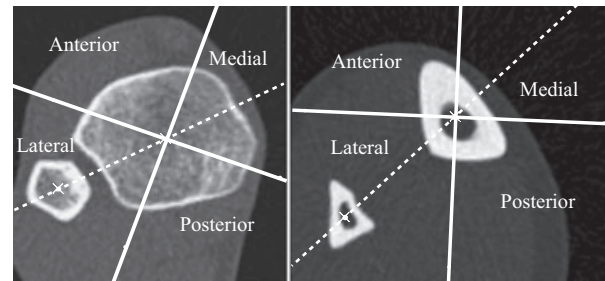 Anterior
Medial
Lateral
Posterior
Anterior
Medial
Lateral
Posterior